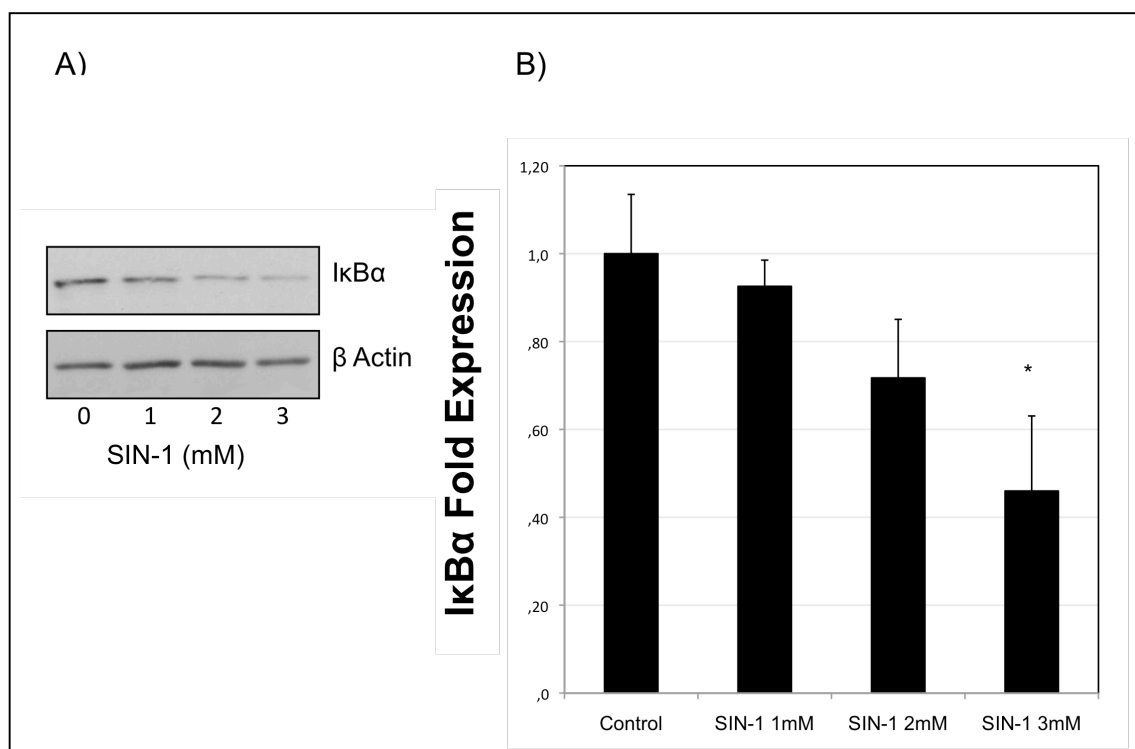 A)
B)
IκBα
β Actin
0 1 2 3
SIN-1 (mM)
IκBα Fold Expression
1,20
1,0
,80
,60
,40
,20
,0
*
Control SIN-1 1mM SIN-1 2mM SIN-1 3mM